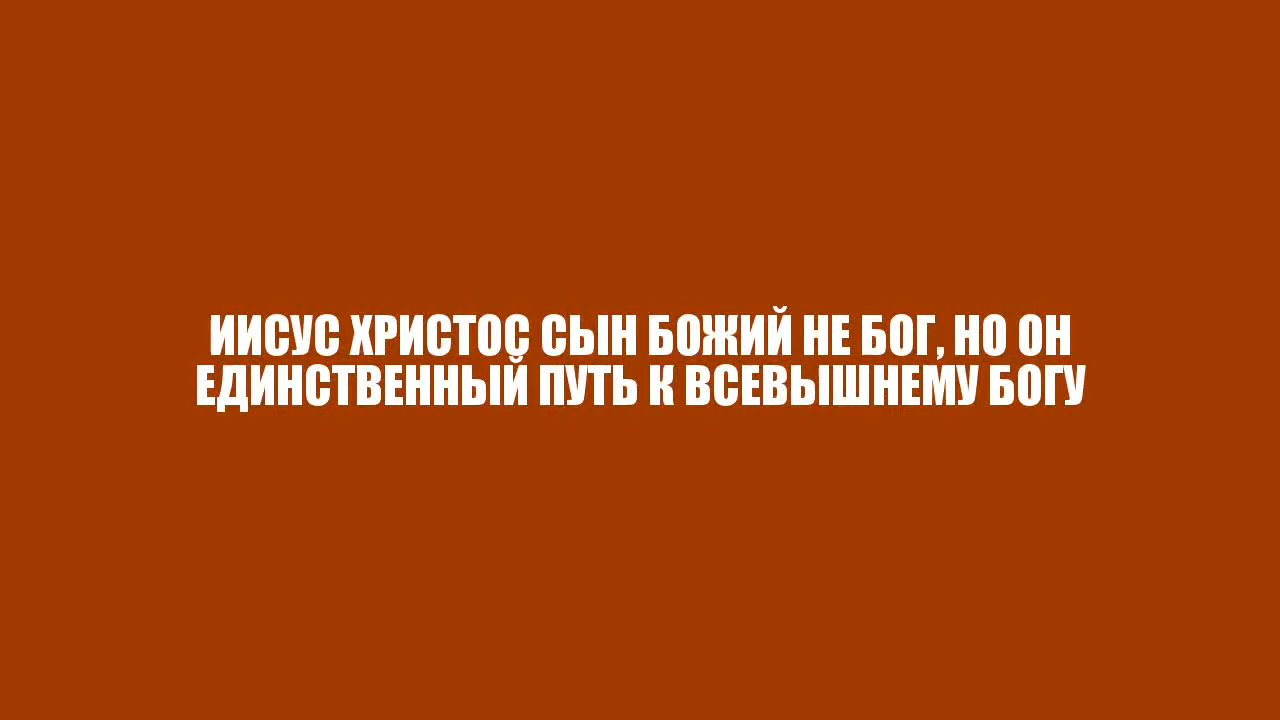 ИИСУС ХРИСТОС СЫН БОЖИЙ НЕ БОГ, НО ОН
ЕДИНСТВЕННЫЙ ПУТЬ К ВСЕВЫШНЕМУ БОГУ